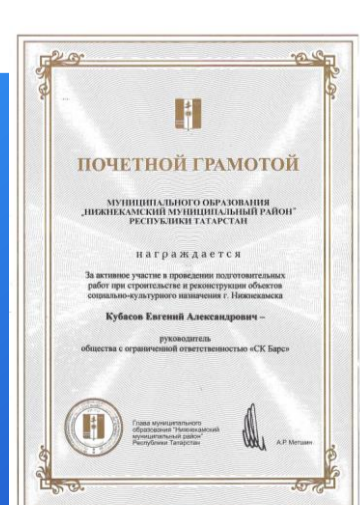 ПОЧЕТНОЙ ГРАМОТОЙ
МУНИЦИПАЛЬНОГО ОБРАЗОВАНИЯ
„НИЖНЕКАМСКИЙ МУНИЦИПАЛЬНЫЙ РАЙОН"
РЕСПУБЛИКИ ТАТАРСТАН
награждается
За активное участие в проведении подготовительных
работ при строительстве и реконструкции объектов
социально-культурного назначения г. Нижнекамска
Кубасов Евгений Александрович –
руководитель
общества с ограниченной ответственностью «СК Барс»
Глава муниципального
образования "Нижнекамский
муниципальный район"
Республики Татарстан
А.Р. Метшин